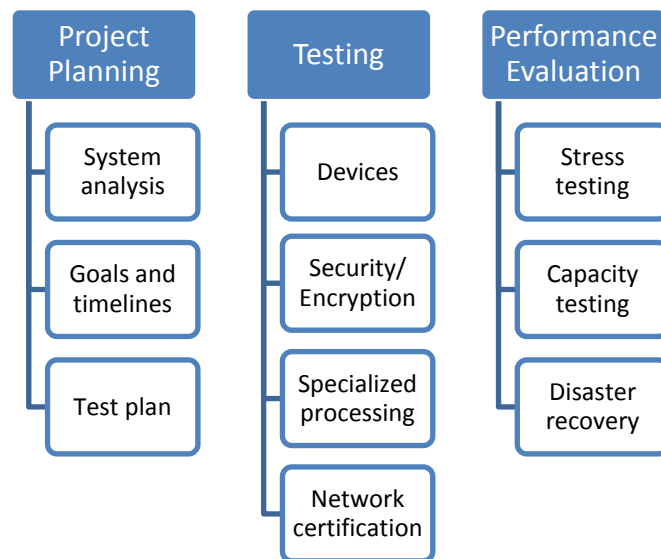 Project
Planning
System
analysis
Goals and
timelines
Test plan
Testing
Devices
Security/
Encryption
Specialized
processing
Network
certification
Performance
Evaluation
Stress
testing
Capacity
testing
Disaster
recovery